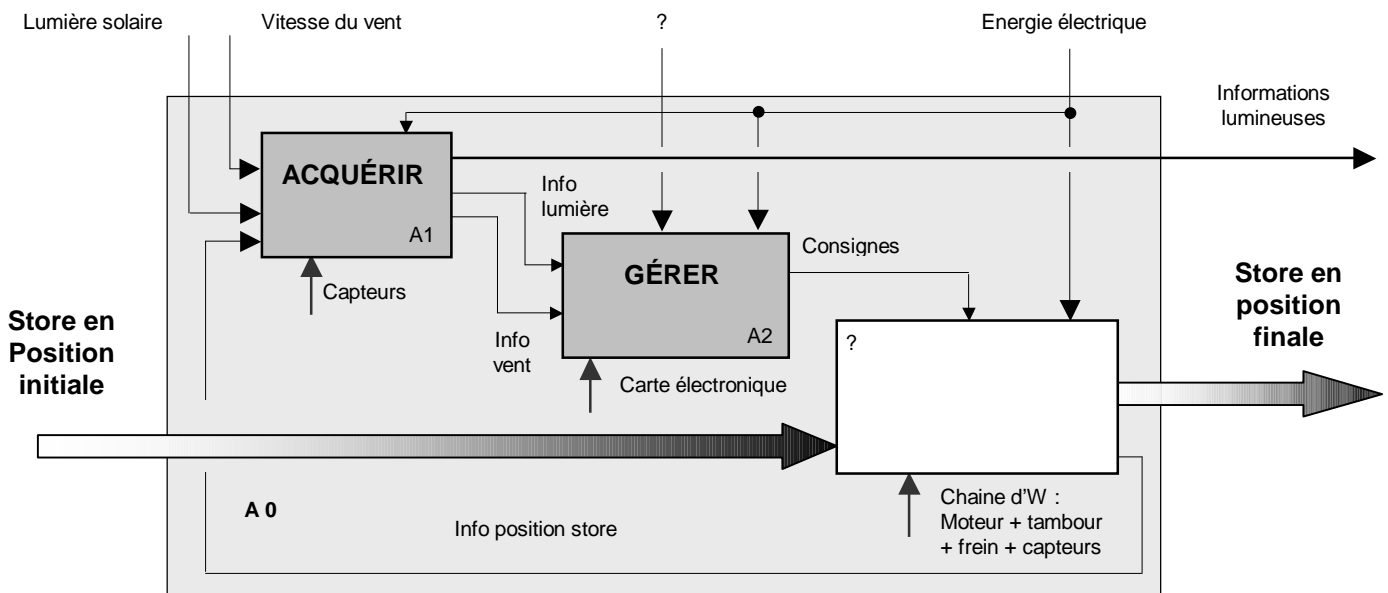 Lumière solaire
Vitesse du vent
?
Energie électrique
Informations
lumineuses
ACQUÉRIR
A1
Info
lumière
Capteurs
GÉRER
A2
Consignes
Info
vent
Carte électronique
Store en
Position
initiale
?
Store en
position
finale
A 0
Info position store
Chaine d'W :
Moteur + tambour
+ frein + capteurs